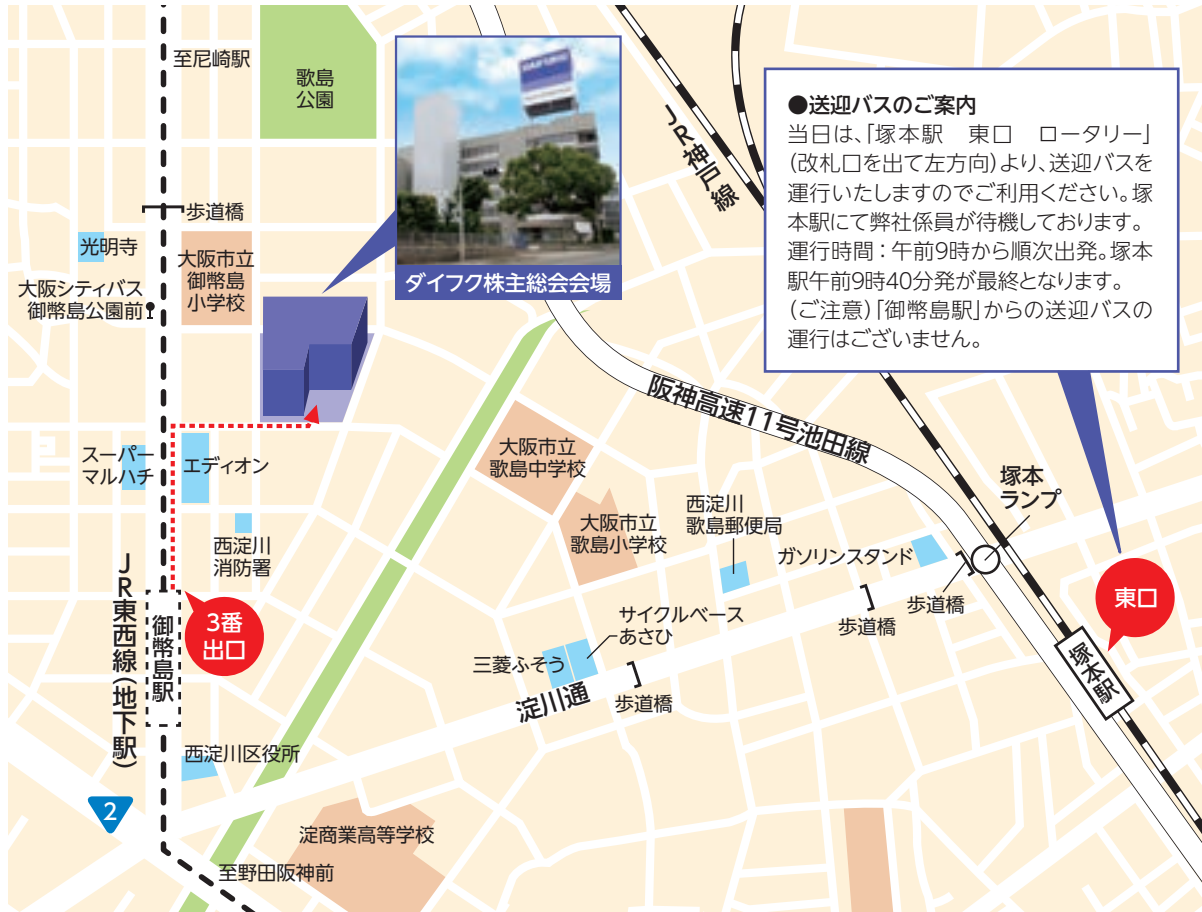 至尼崎駅
歌島
公園
歩道橋
光明寺
大阪市立
御幣島
小学校
大阪シティバス
御幣島公園前
ダイフク株主総会会場
JR神戸線
●送迎バスのご案内
当日は、「塚本駅　東口　ロータリー」
(改札口を出て左方向)より、送迎バスを
運行いたしますのでご利用ください。塚
本駅にて弊社係員が待機しております。
運行時間：午前9時から順次出発。塚本
駅午前9時40分発が最終となります。
(ご注意)「御幣島駅」からの送迎バスの
運行はございません。
阪神高速11号池田線
スーパー
マルハチ
エディオン
大阪市立
歌島中学校
塚本
ランプ
西淀川
消防署
大阪市立
歌島小学校
西淀川
歌島郵便局
ガソリンスタンド
歩道橋
東口
JR東西線(地下駅)
御幣島駅
3番
出口
サイクルベース
あさひ
歩道橋
三菱ふそう
淀川通
歩道橋
塚本駅
西淀川区役所
2
淀商業高等学校
至野田阪神前